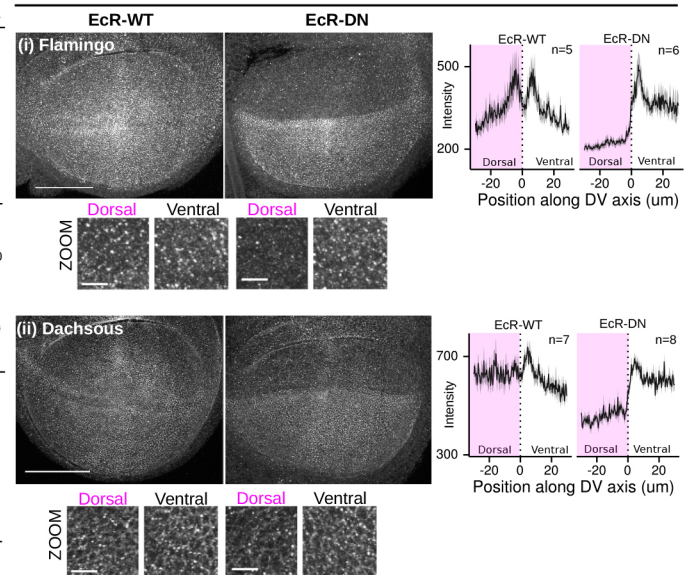 EcR-WT EcR-DN
(i) Flamingo
EcR-WT EcR-DN
n=5 n=6
500
200
Intensity
Dorsal Ventral Dorsal Ventral
-20 0 20 -20 0 20
Position along DV axis (um)
Dorsal Ventral Dorsal Ventral
ZOOM
(ii) Dachsous
EcR-WT EcR-DN
n=7 n=8
700
300
Intensity
Dorsal Ventral Dorsal Ventral
-20 0 20 -20 0 20
Position along DV axis (um)
Dorsal Ventral Dorsal Ventral
ZOOM